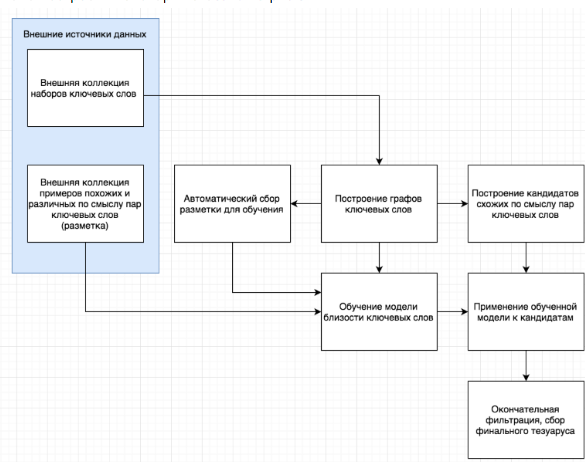 Внешние источники данных
Внешняя коллекция
наборов ключевых слов
Внешняя коллекция
примеров похожих и
различных по смыслу пар
ключевых слов
(разметка)
Автоматический сбор
разметки для обучения
Построение графов
ключевых слов
Построение кандидатов
схожих по смыслу пар
ключевых слов
Обучение модели
близости ключевых слов
Применение обученной
модели к кандидатам
Окончательная
фильтрация, сбор
финального тезуаруса